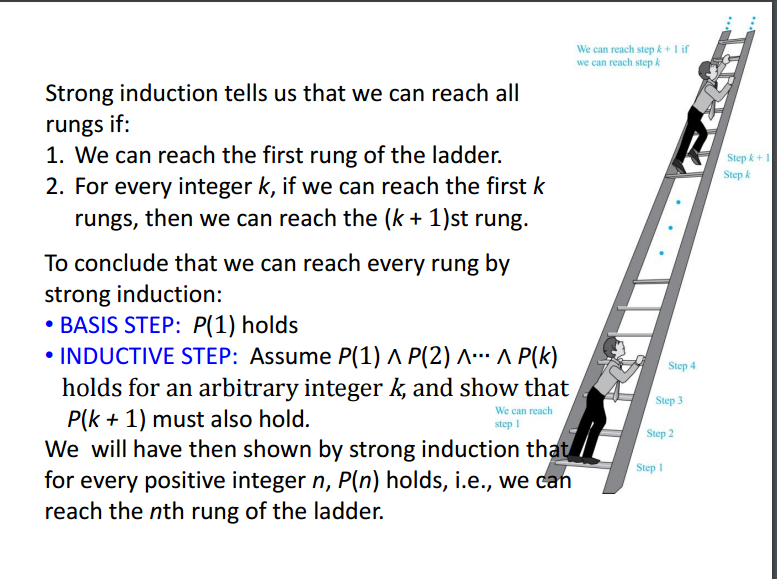 We can reach step k + 1 if
we can reach step k
Strong induction tells us that we can reach all
rungs if:
1. We can reach the first rung of the ladder.
2. For every integer k, if we can reach the first k
rungs, then we can reach the (k + 1)st rung.
Step k + 1
Step k
To conclude that we can reach every rung by
strong induction:
• BASIS STEP: P(1) holds
• INDUCTIVE STEP: Assume P(1) ∧ P(2) ∧⋯ ∧ P(k)
holds for an arbitrary integer k, and show that
P(k + 1) must also hold.
We can reach
step 1
Step 4
Step 3
Step 2
Step 1
We will have then shown by strong induction that
for every positive integer n, P(n) holds, i.e., we can
reach the nth rung of the ladder.